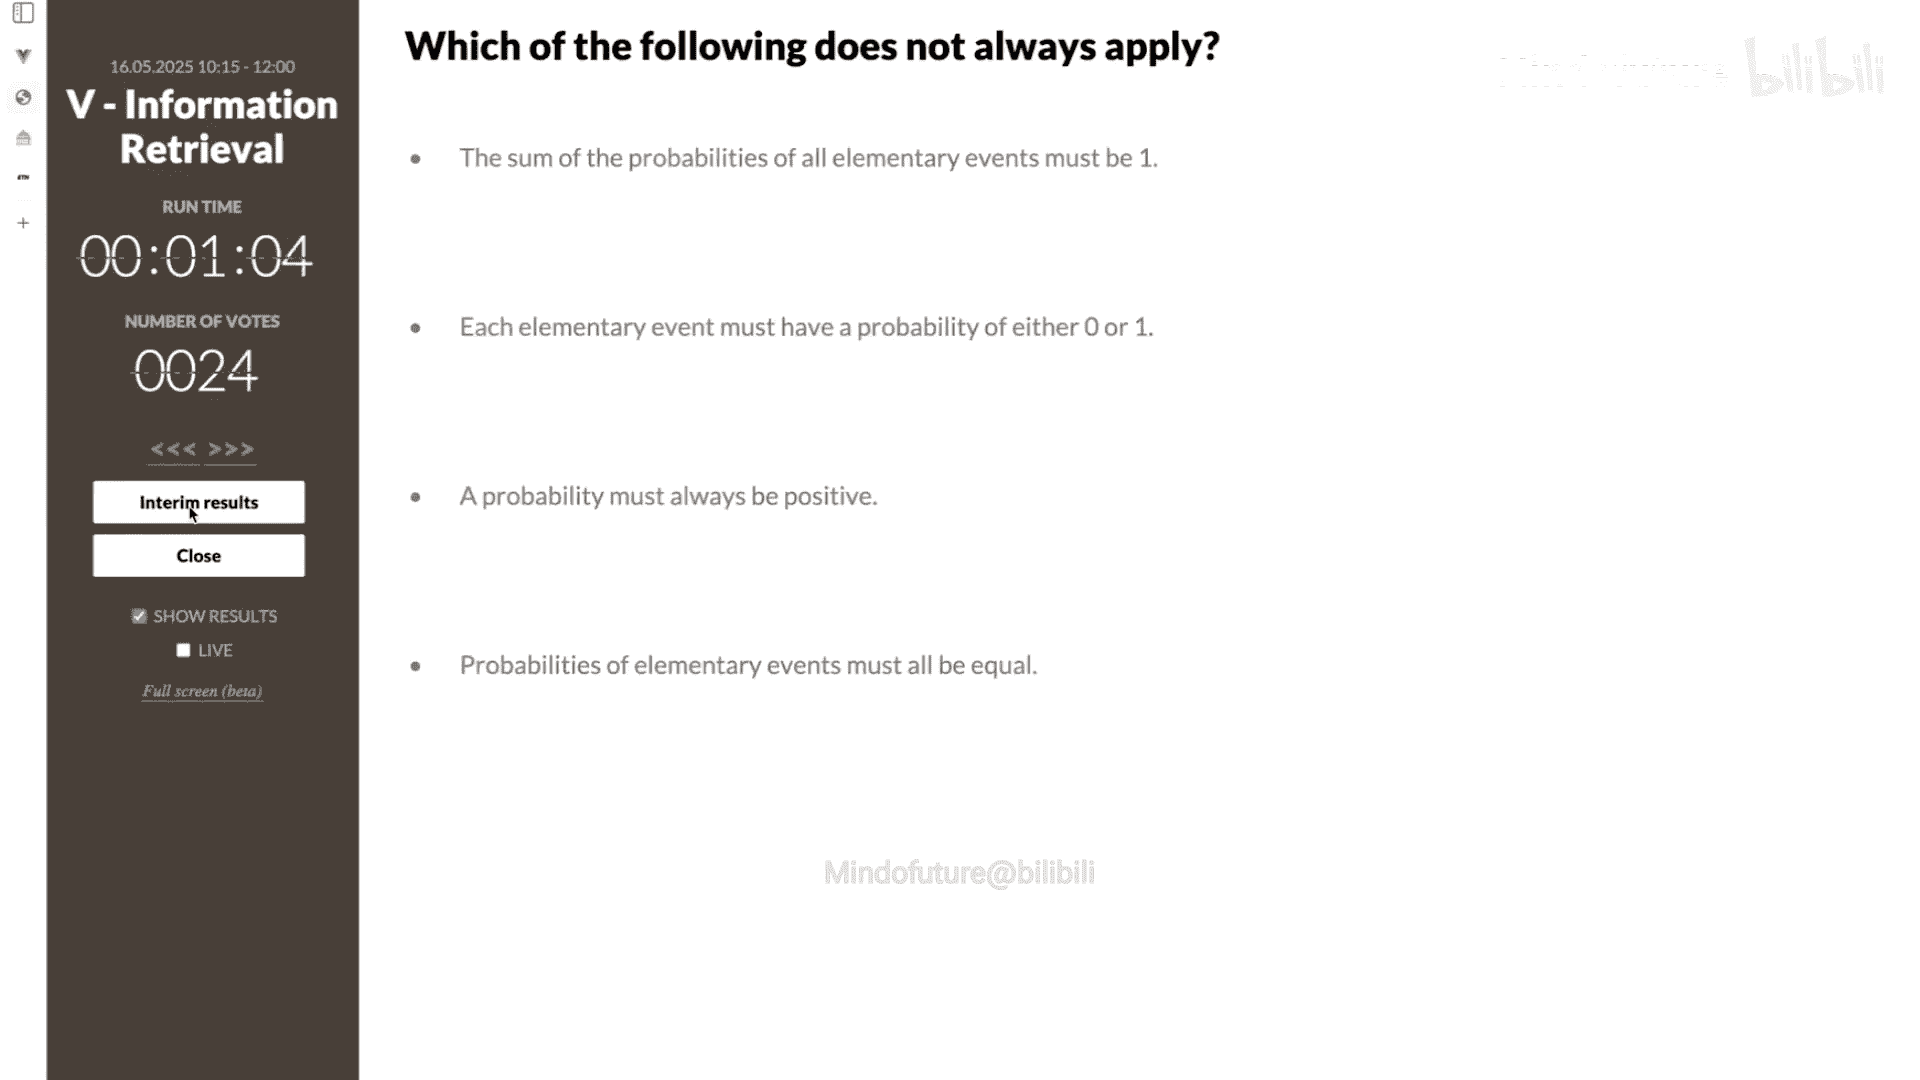 16.05.2025 10:15 - 12:00
V - Information
Retrieval
RUN TIME
00:01:04
NUMBER OF VOTES
0024
<<< >>>
Interim results
Close
SHOW RESULTS
LIVE
Full screen (beta)
Which of the following does not always apply?
bilibili
• The sum of the probabilities of all elementary events must be 1.
• Each elementary event must have a probability of either 0 or 1.
• A probability must always be positive.
• Probabilities of elementary events must all be equal.
Mindofuture@bilibili